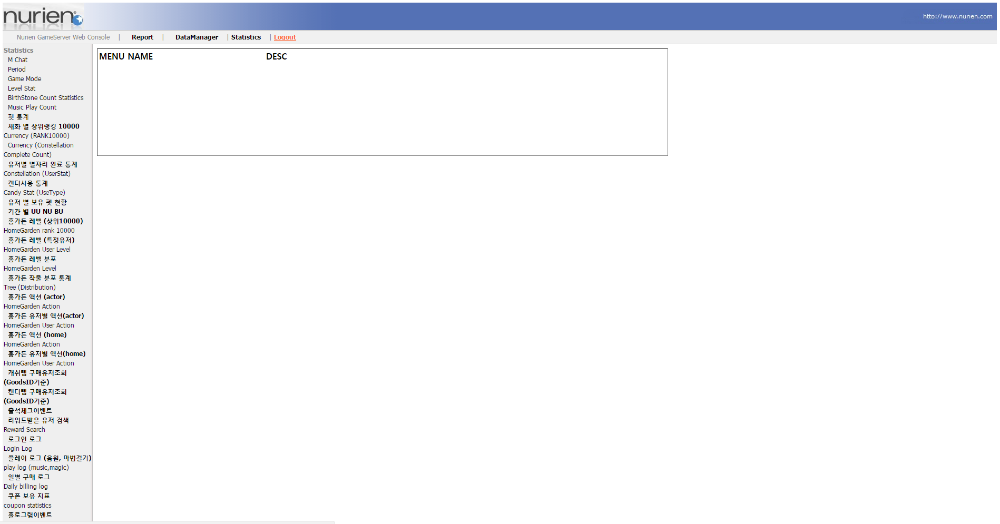 nurien
http://www.nurien.com
Nurien GameServer Web Console | Report | DataManager | Statistics | Logout
Statistics
M Chat
Period
Game Mode
Level Stat
BirthStone Count Statistics
Music Play Count
펫 통계
재화 별 상위랭킹 10000
Currency (RANK10000)
Currency (Constellation
Complete Count)
유저별 별자리 완료 통계
Constellation (UserStat)
켄디사용 통계
Candy Stat (UseType)
유저 별 보유 펫 현황
기간 별 UU NU BU
홈가든 레벨 (상위10000)
HomeGarden rank 10000
홈가든 레벨 (특정유저)
HomeGarden User Level
홈가든 레벨 분포
HomeGarden Level
홈가든 작물 분포 통계
Tree (Distribution)
홈가든 액션 (actor)
HomeGarden Action
홈가든 유저별 액션(actor)
HomeGarden User Action
홈가든 액션 (home)
HomeGarden Action
홈가든 유저별 액션(home)
HomeGarden User Action
캐쉬템 구매유저조회
(GoodsID기준)
캔디템 구매유저조회
(GoodsID기준)
출석체크이벤트
리워드받은 유저 검색
Reward Search
로그인 로그
Login Log
플레이 로그 (음원, 마법걸기)
play log (music,magic)
일별 구매 로그
Daily billing log
쿠폰 보유 지표
coupon statistics
홀로그램이벤트
MENU NAME DESC